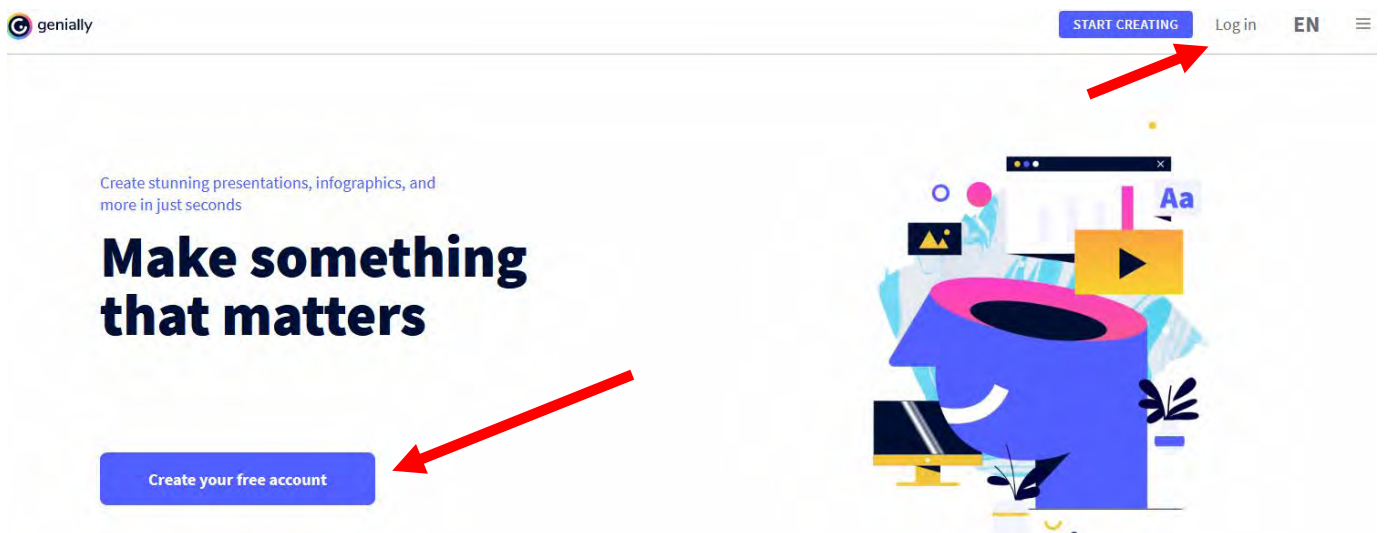 genially
START CREATING
Log in
EN
Create stunning presentations, infographics, and
more in just seconds
Make something
that matters
Aa
Create your free account